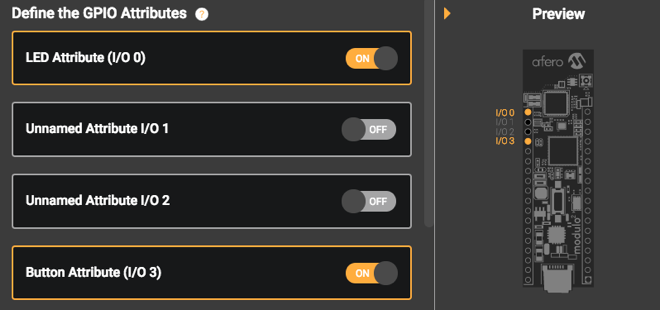 Define the GPIO Attributes ?
Preview
LED Attribute (I/O 0)
ON
Unnamed Attribute I/O 1
OFF
Unnamed Attribute I/O 2
OFF
Button Attribute (I/O 3)
ON
afero
I/O 0
I/O 1
I/O 2
I/O 3
modulo